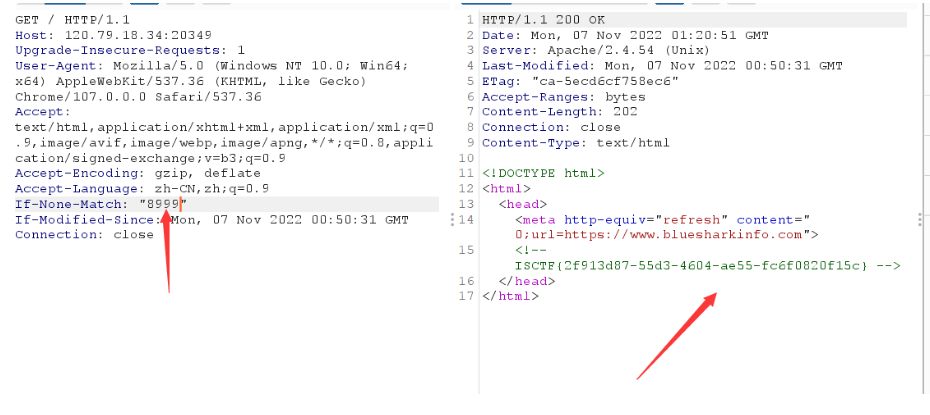 GET / HTTP/1.1
Host: 120.79.18.34:20349
Upgrade-Insecure-Requests: 1
User-Agent: Mozilla/5.0 (Windows NT 10.0; Win64;
x64) AppleWebKit/537.36 (KHTML, like Gecko)
Chrome/107.0.0.0 Safari/537.36
Accept:
text/html,application/xhtml+xml,application/xml;q=0
.9,image/avif,image/webp,image/apng,*/*;q=0.8,appli
cation/signed-exchange;v=b3;q=0.9
Accept-Encoding: gzip, deflate
Accept-Language: zh-CN,zh;q=0.9
If-None-Match: "8999"
If-Modified-Since: Mon, 07 Nov 2022 00:50:31 GMT
Connection: close
1 HTTP/1.1 200 OK
2 Date: Mon, 07 Nov 2022 01:20:51 GMT
3 Server: Apache/2.4.54 (Unix)
4 Last-Modified: Mon, 07 Nov 2022 00:50:31 GMT
5 ETag: "ca-5ecd6cf758ec6"
6 Accept-Ranges: bytes
7 Content-Length: 202
8 Connection: close
9 Content-Type: text/html
10
11 <!DOCTYPE html>
12 <html>
13 <head>
14 <meta http-equiv="refresh" content="
0;url=https://www.bluesharkinfo.com">
15 <!--
ISCTF{2f913d87-55d3-4604-ae55-fc6f0820f15c} -->
16 </head>
17 </html>